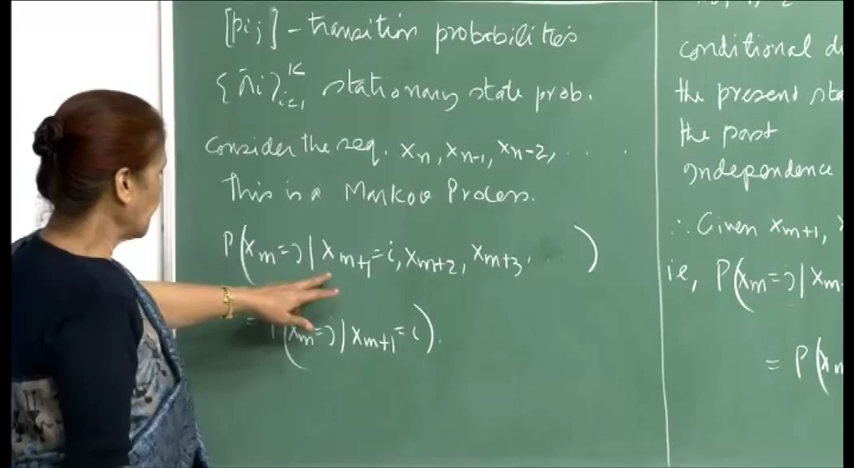 [pij] - transition probabilities
{πi}ᴷi=1 stationary state prob.
Consider the seq. Xn, Xn-1, Xn-2, . . .
This is a Markov Process.
P(Xm=j | Xm+1=i, Xm+2, Xm+3, . . )
= P(Xm=j | Xm+1=i).
conditional
the present
the past
independence
∴ Given Xm+1,
ie, P(Xm=j | Xm
= P(Xm